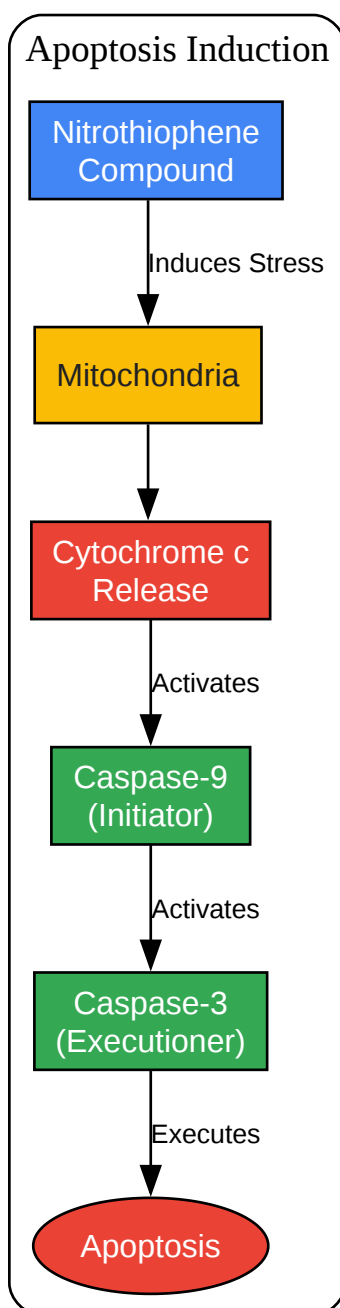 Apoptosis Induction
Nitrothiophene
Compound
Induces Stress
Mitochondria
Cytochrome c
Release
Activates
Caspase-9
(Initiator)
Activates
Caspase-3
(Executioner)
Executes
Apoptosis